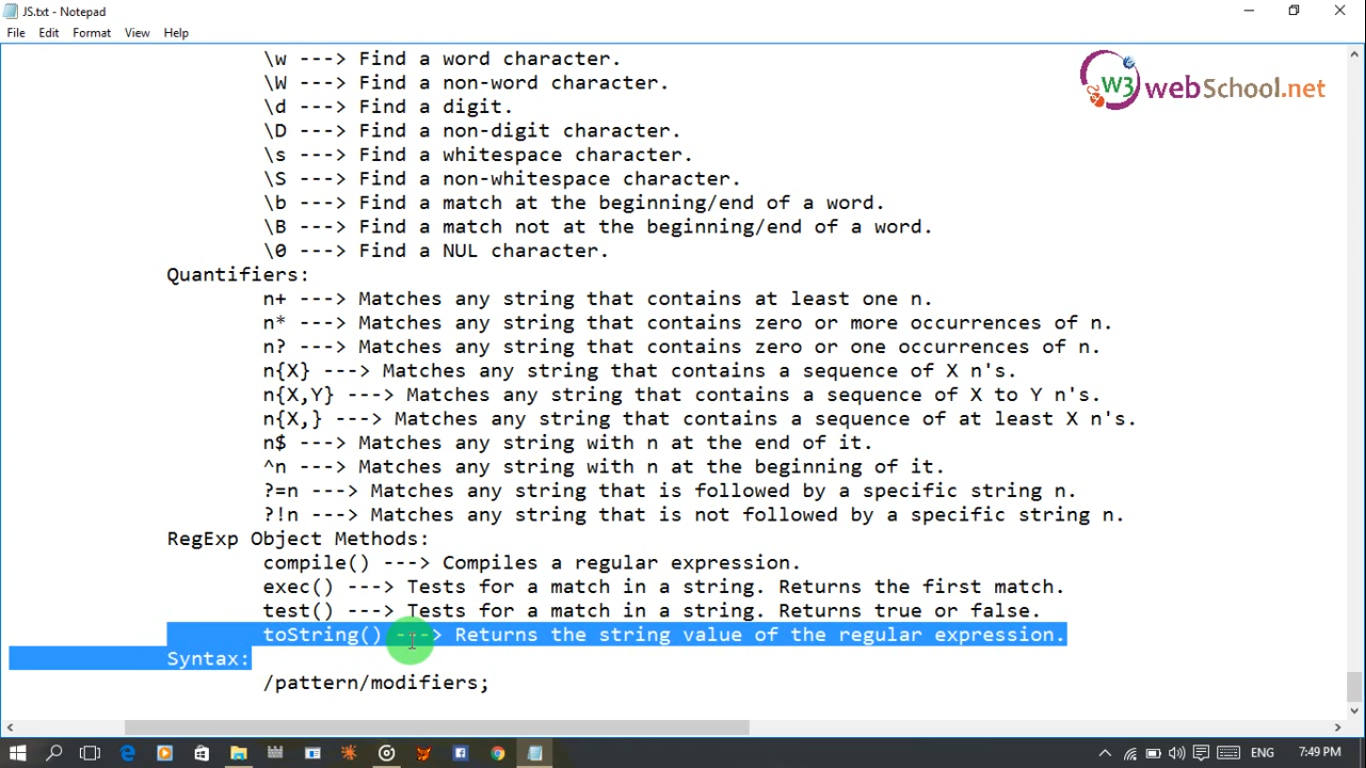 JS.txt - Notepad
File Edit Format View Help
\w ---> Find a word character.
\W ---> Find a non-word character.
\d ---> Find a digit.
\D ---> Find a non-digit character.
\s ---> Find a whitespace character.
\S ---> Find a non-whitespace character.
\b ---> Find a match at the beginning/end of a word.
\B ---> Find a match not at the beginning/end of a word.
\0 ---> Find a NUL character.
Quantifiers:
n+ ---> Matches any string that contains at least one n.
n* ---> Matches any string that contains zero or more occurrences of n.
n? ---> Matches any string that contains zero or one occurrences of n.
n{X} ---> Matches any string that contains a sequence of X n's.
n{X,Y} ---> Matches any string that contains a sequence of X to Y n's.
n{X,} ---> Matches any string that contains a sequence of at least X n's.
n$ ---> Matches any string with n at the end of it.
^n ---> Matches any string with n at the beginning of it.
?=n ---> Matches any string that is followed by a specific string n.
?!n ---> Matches any string that is not followed by a specific string n.
RegExp Object Methods:
compile() ---> Compiles a regular expression.
exec() ---> Tests for a match in a string. Returns the first match.
test() ---> Tests for a match in a string. Returns true or false.
toString() ---> Returns the string value of the regular expression.
Syntax:
/pattern/modifiers;
W3 webSchool.net
ENG 7:49 PM